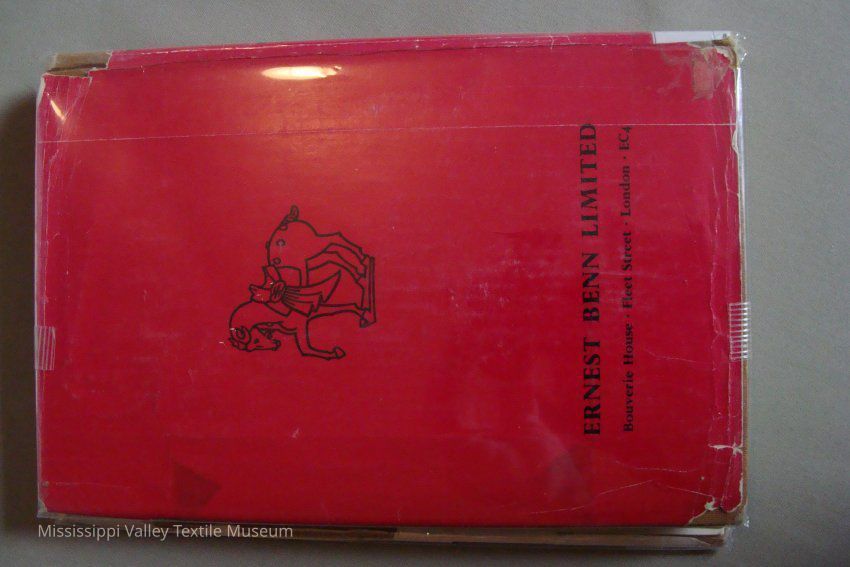 ERNEST BENN LIMITED
Bouverie House · Fleet Street · London · EC4
Mississippi Valley Textile Museum